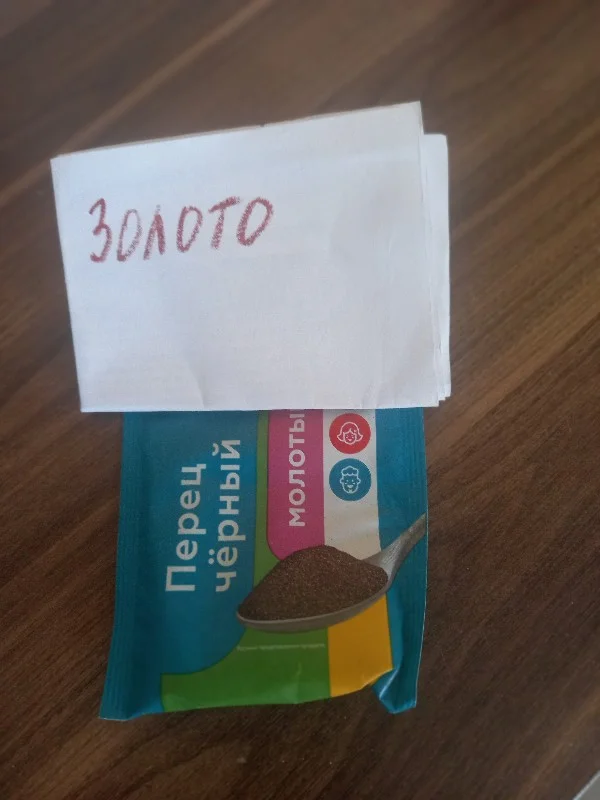 ЗОЛОТО
Перец
чёрный
молоты